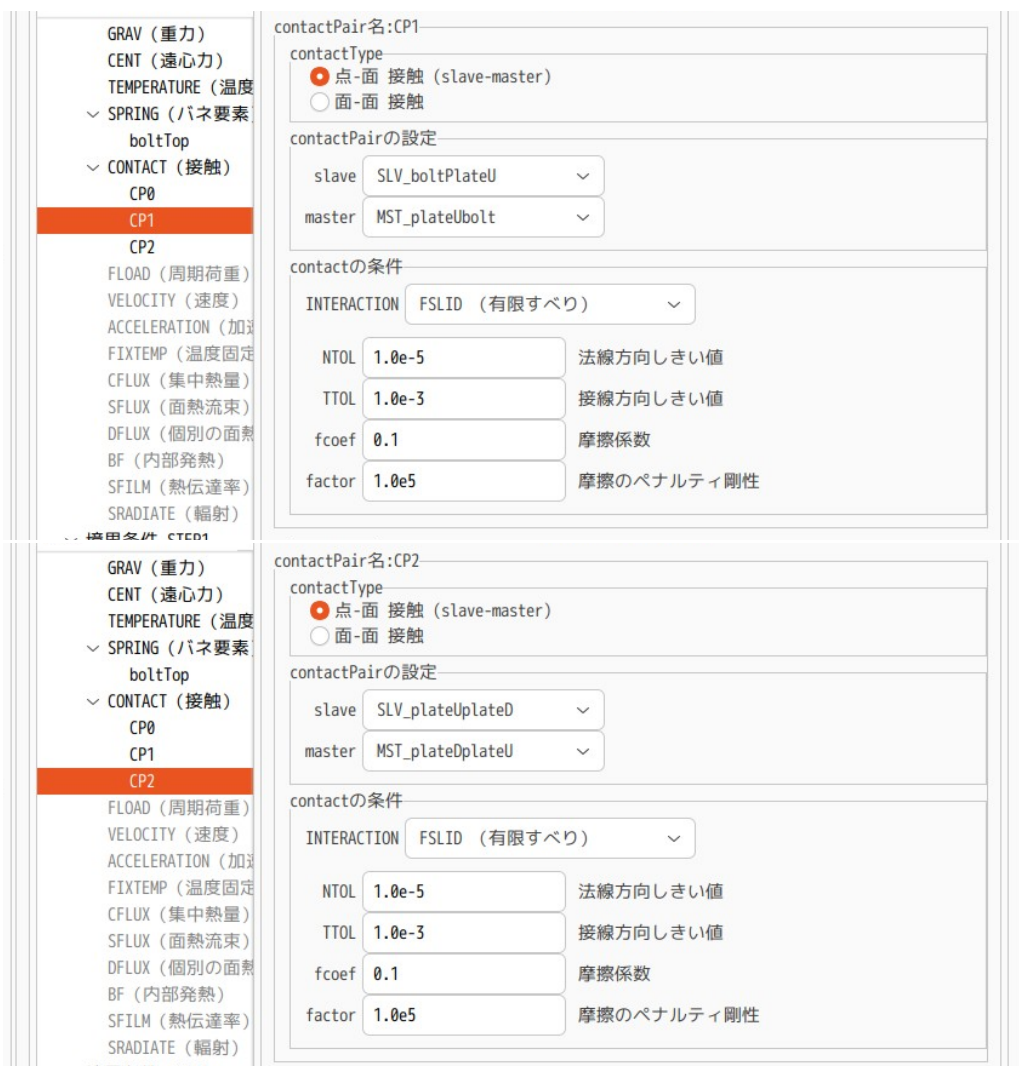 GRAV (重力)
CENT (遠心力)
TEMPERATURE (温度
SPRING (バネ要素
boltTop
CONTACT (接触)
CP0
CP1
CP2
FLOAD (周期荷重)
VELOCITY (速度)
ACCELERATION (加速
FIXTEMP (温度固定
CFLUX (集中熱量)
SFLUX (面熱流束)
DFLUX (個別の面熱
BF (内部発熱)
SFILM (熱伝達率)
SRADIATE (輻射)
境界条件 STEP1
contactPair名:CP1
contactType
点-面 接触 (slave-master)
面-面 接触
contactPairの設定
slave SLV_boltPlateU
master MST_plateUbolt
contactの条件
INTERACTION FSLID (有限すべり)
NTOL 1.0e-5 法線方向しきい値
TTOL 1.0e-3 接線方向しきい値
fcoef 0.1 摩擦係数
factor 1.0e5 摩擦のペナルティ剛性
GRAV (重力)
CENT (遠心力)
TEMPERATURE (温度
SPRING (バネ要素
boltTop
CONTACT (接触)
CP0
CP1
CP2
FLOAD (周期荷重)
VELOCITY (速度)
ACCELERATION (加速
FIXTEMP (温度固定
CFLUX (集中熱量)
SFLUX (面熱流束)
DFLUX (個別の面熱
BF (内部発熱)
SFILM (熱伝達率)
SRADIATE (輻射)
contactPair名:CP2
contactType
点-面 接触 (slave-master)
面-面 接触
contactPairの設定
slave SLV_plateUplateD
master MST_plateDplateU
contactの条件
INTERACTION FSLID (有限すべり)
NTOL 1.0e-5 法線方向しきい値
TTOL 1.0e-3 接線方向しきい値
fcoef 0.1 摩擦係数
factor 1.0e5 摩擦のペナルティ剛性